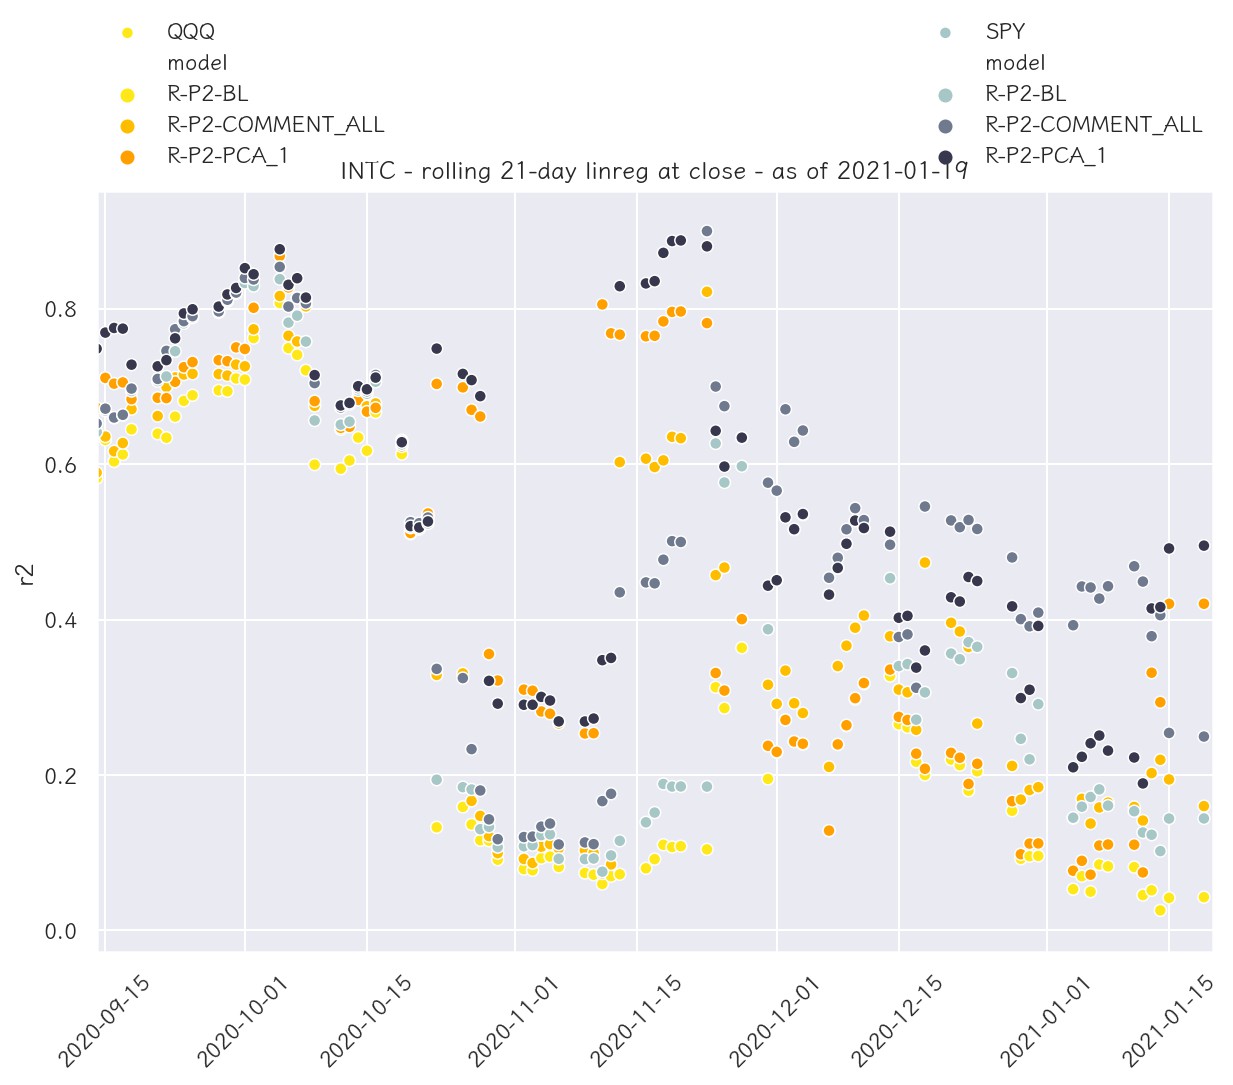 QQQ
model
R-P2-BL
R-P2-COMMENT_ALL
R-P2-PCA_1
SPY
model
R-P2-BL
R-P2-COMMENT_ALL
R-P2-PCA_1
INTC - rolling 21-day linreg at close - as of 2021-01-19
r2
0.8
0.6
0.4
0.2
0.0
2020-09-15
2020-10-01
2020-10-15
2020-11-01
2020-11-15
2020-12-01
2020-12-15
2021-01-01
2021-01-15